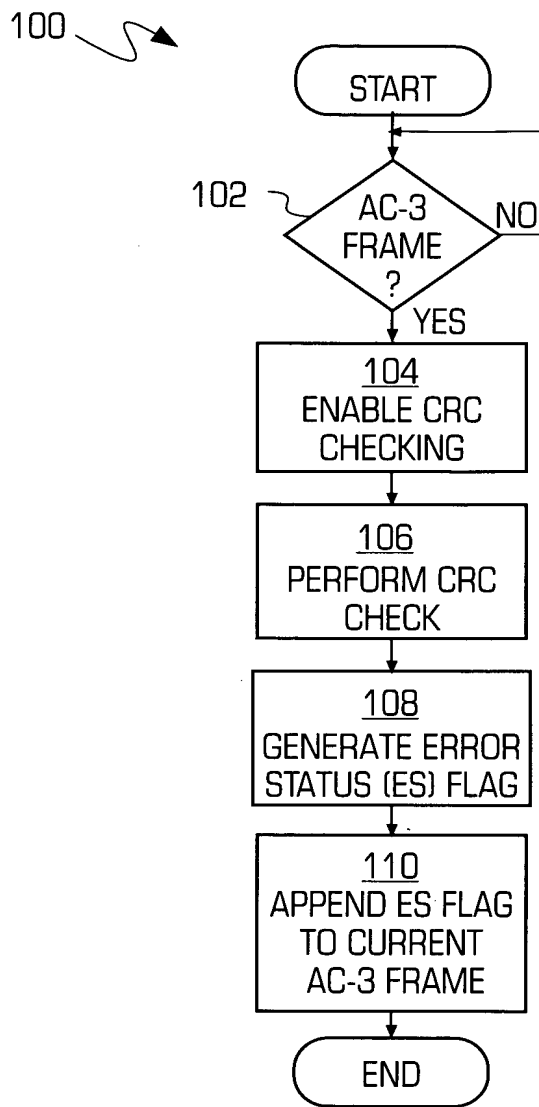 100
START
102
AC-3
FRAME
?
NO
YES
104
ENABLE CRC
CHECKING
106
PERFORM CRC
CHECK
108
GENERATE ERROR
STATUS (ES) FLAG
110
APPEND ES FLAG
TO CURRENT
AC-3 FRAME
END